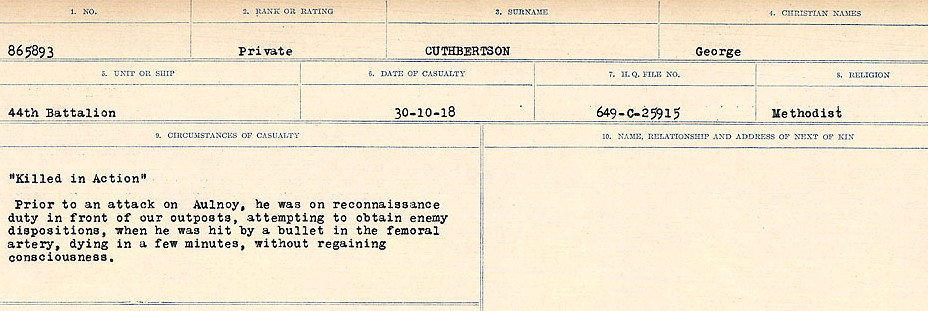 1. NO. 2. RANK OR RATING 3. SURNAME 4. CHRISTIAN NAMES
865893 Private CUTHBERTSON George
5. UNIT OR SHIP 6. DATE OF CASUALTY 7. H.Q. FILE NO. 8. RELIGION
44th Battalion 30-10-18 649-C-25915 Methodist
9. CIRCUMSTANCES OF CASUALTY 10. NAME, RELATIONSHIP AND ADDRESS OF NEXT OF KIN
"Killed in Action"
Prior to an attack on Aulnoy, he was on reconnaissance
duty in front of our outposts, attempting to obtain enemy
dispositions, when he was hit by a bullet in the femoral
artery, dying in a few minutes, without regaining
consciousness.